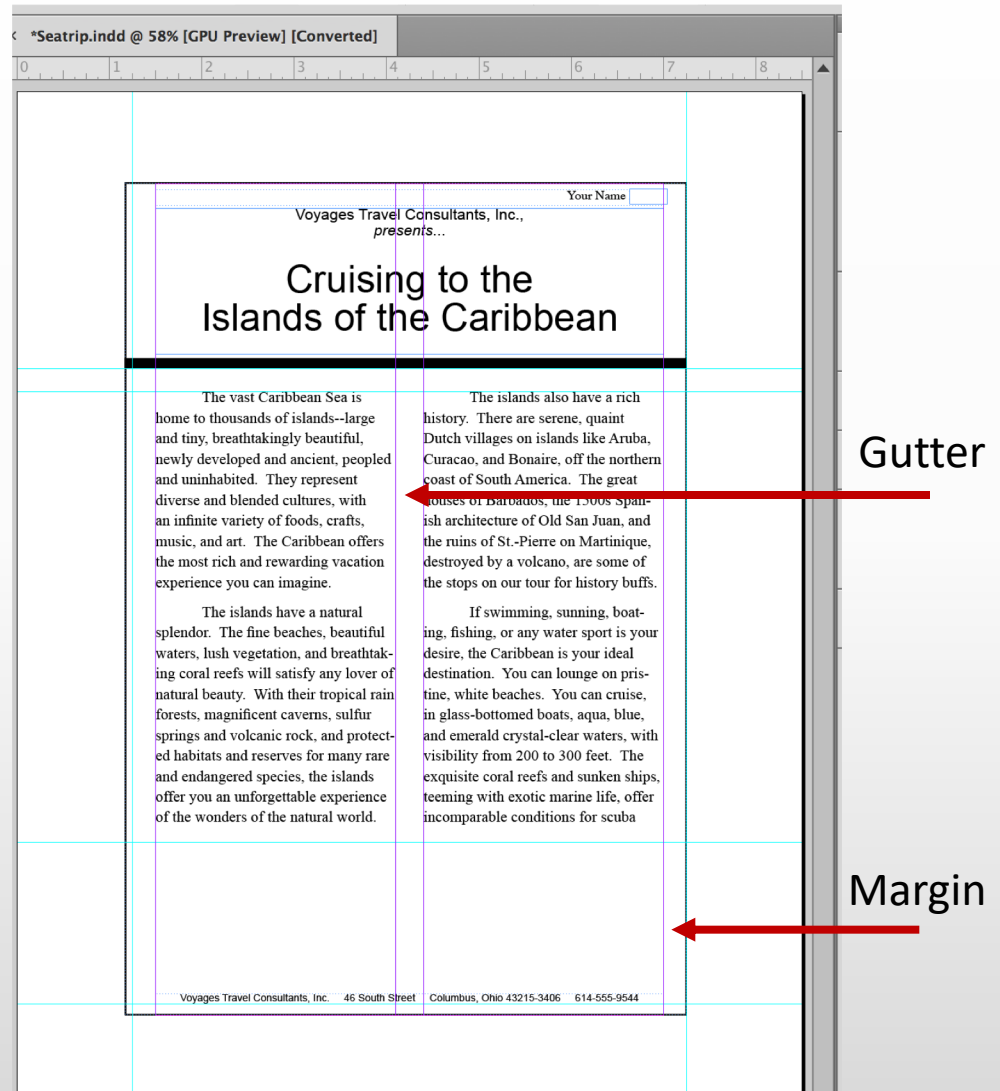 *Seatrip.indd @ 58% [GPU Preview] [Converted]
0 1 2 3 4 5 6 7 8
Your Name
Voyages Travel Consultants, Inc.,
presents...
Cruising to the
Islands of the Caribbean
The vast Caribbean Sea is
home to thousands of islands--large
and tiny, breathtakingly beautiful,
newly developed and ancient, peopled
and uninhabited. They represent
diverse and blended cultures, with
an infinite variety of foods, crafts,
music, and art. The Caribbean offers
the most rich and rewarding vacation
experience you can imagine.
The islands have a natural
splendor. The fine beaches, beautiful
waters, lush vegetation, and breathtak-
ing coral reefs will satisfy any lover of
natural beauty. With their tropical rain
forests, magnificent caverns, sulfur
springs and volcanic rock, and protect-
ed habitats and reserves for many rare
and endangered species, the islands
offer you an unforgettable experience
of the wonders of the natural world.
The islands also have a rich
history. There are serene, quaint
Dutch villages on islands like Aruba,
Curacao, and Bonaire, off the northern
coast of South America. The great
houses of Barbados, the 1500s Span-
ish architecture of Old San Juan, and
the ruins of St.-Pierre on Martinique,
destroyed by a volcano, are some of
the stops on our tour for history buffs.
If swimming, sunning, boat-
ing, fishing, or any water sport is your
desire, the Caribbean is your ideal
destination. You can lounge on pris-
tine, white beaches. You can cruise,
in glass-bottomed boats, aqua, blue,
and emerald crystal-clear waters, with
visibility from 200 to 300 feet. The
exquisite coral reefs and sunken ships,
teeming with exotic marine life, offer
incomparable conditions for scuba
Voyages Travel Consultants, Inc. 46 South Street Columbus, Ohio 43215-3406 614-555-9544
Gutter
Margin